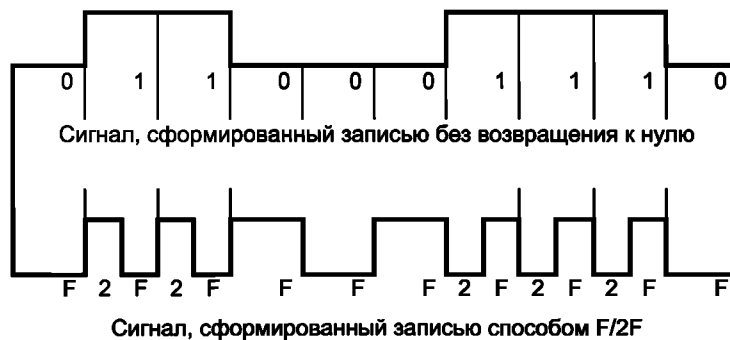 0 1 1 0 0 0 1 1 1 0
Сигнал, сформированный записью без возвращения к нулю
F 2 F 2 F F F F 2 F 2 F 2 F F
Сигнал, сформированный записью способом F/2F